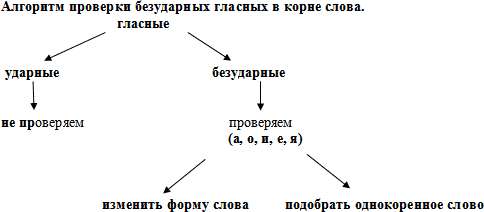 Алгоритм проверки безударных гласных в корне слова.
гласные
ударные безударные
не проверяем проверяем
(а, о, и, е, я)
изменить форму слова подобрать однокоренное слово